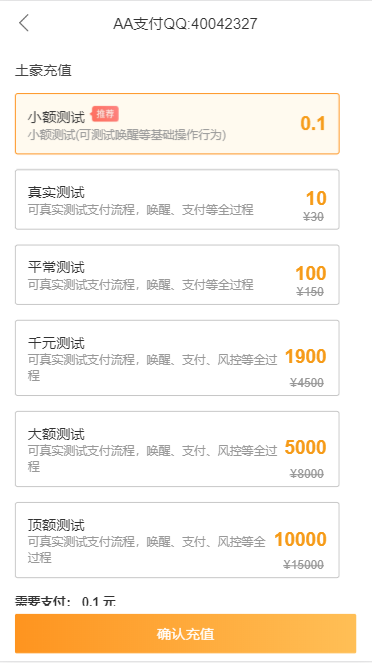 AA支付QQ:40042327
土豪充值
小额测试 推荐
0.1
小额测试(可测试唤醒等基础操作行为)
真实测试
10
可真实测试支付流程，唤醒、支付等全过程
¥30
平常测试
100
可真实测试支付流程，唤醒、支付等全过程
¥150
千元测试
1900
可真实测试支付流程，唤醒、支付、风控等全过
程
¥4500
大额测试
5000
可真实测试支付流程，唤醒、支付、风控等全过
程
¥8000
顶额测试
10000
可真实测试支付流程，唤醒、支付、风控等全
过程
¥15000
需要支付： 0.1 元
确认充值